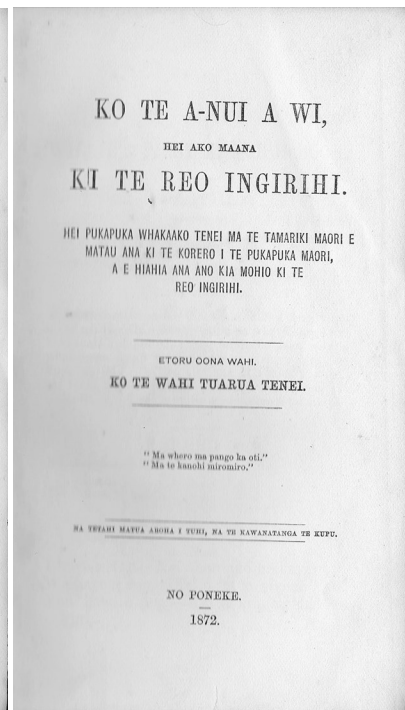 KO TE A-NUI A WI,
HEI AKO MAANA
KI TE REO INGIRIHI.
HEI PUKAPUKA WHAKAAKO TENEI MA TE TAMARIKI MAORI E
MATAU ANA KI TE KORERO I TE PUKAPUKA MAORI,
A E HIAHIA ANA ANO KIA MOHIO KI TE
REO INGIRIHI.
ETORU OONA WAHI.
KO TE WAHI TUARUA TENEI.
"Ma whero ma pango ka oti."
"Ma te kanohi miromiro."
NA TETAHI MATUA AROHA I TUHI, NA TE KAWANATANGA TE KUPU.
NO PONEKE.
1872.